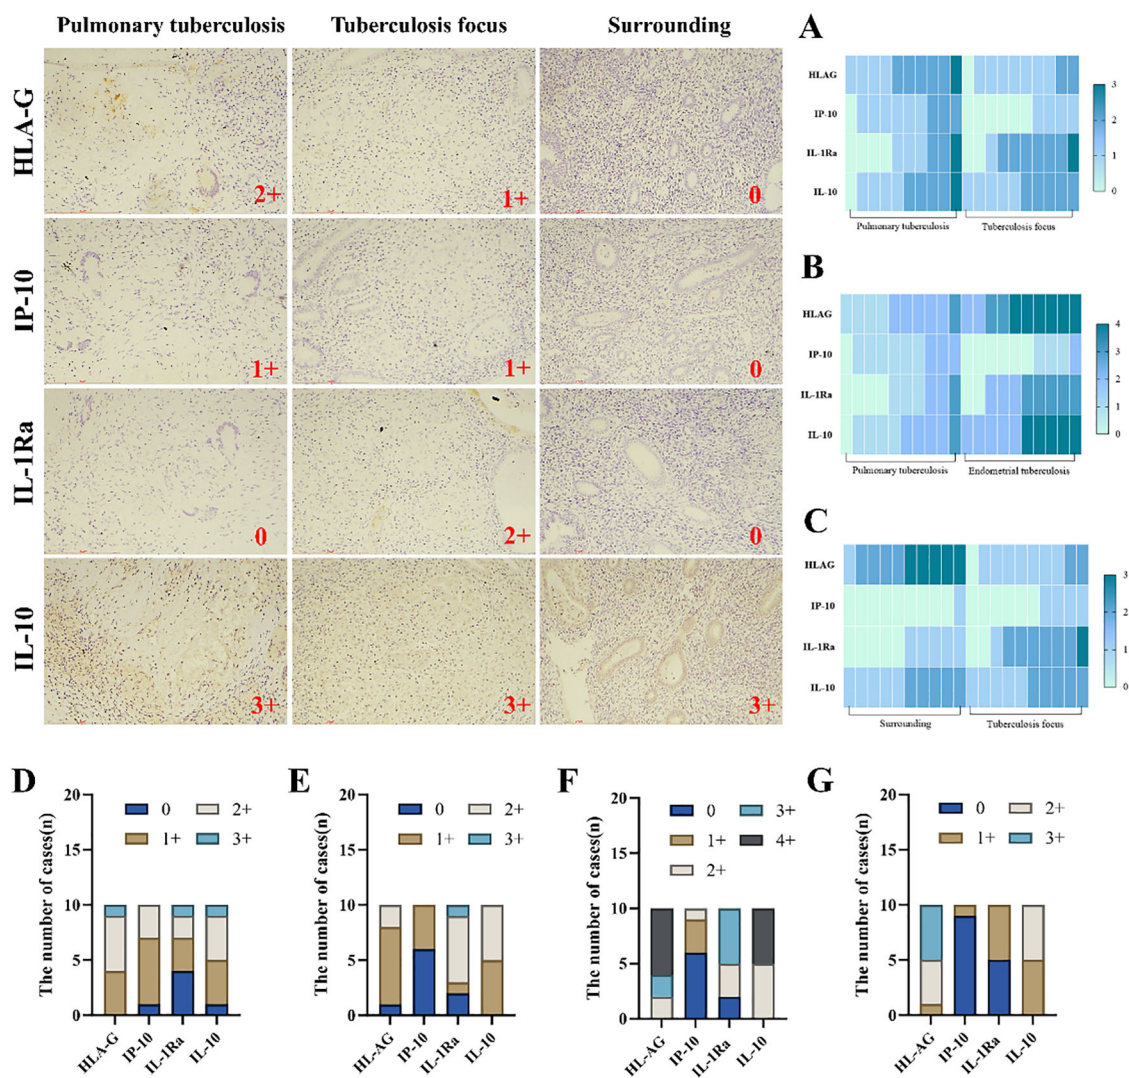 Pulmonary tuberculosis Tuberculosis focus Surrounding
HLA-G
2+ 1+ 0
IP-10
1+ 1+ 0
IL-1Ra
0 2+ 0
IL-10
3+ 3+ 3+
A
HLAG
IP-10
IL-1Ra
IL-10
Pulmonary tuberculosis Tuberculosis focus
3
2
1
0
B
HLAG
IP-10
IL-1Ra
IL-10
Pulmonary tuberculosis Endometrial tuberculosis
4
3
2
1
0
C
HLAG
IP-10
IL-1Ra
IL-10
Surrounding Tuberculosis focus
3
2
1
0
D
The number of cases(n)
20
15
10
5
0
0 2+
1+ 3+
HLA-G IP-10 IL-1Ra IL-10
E
The number of cases(n)
20
15
10
5
0
0 2+
1+ 3+
HL-AG IP-10 IL-1Ra IL-10
F
The number of cases(n)
20
15
10
5
0
0 3+
1+ 4+
2+
HL-AG IP-10 IL-1Ra IL-10
G
The number of cases(n)
20
15
10
5
0
0 2+
1+ 3+
HL-AG IP-10 IL-1Ra IL-10